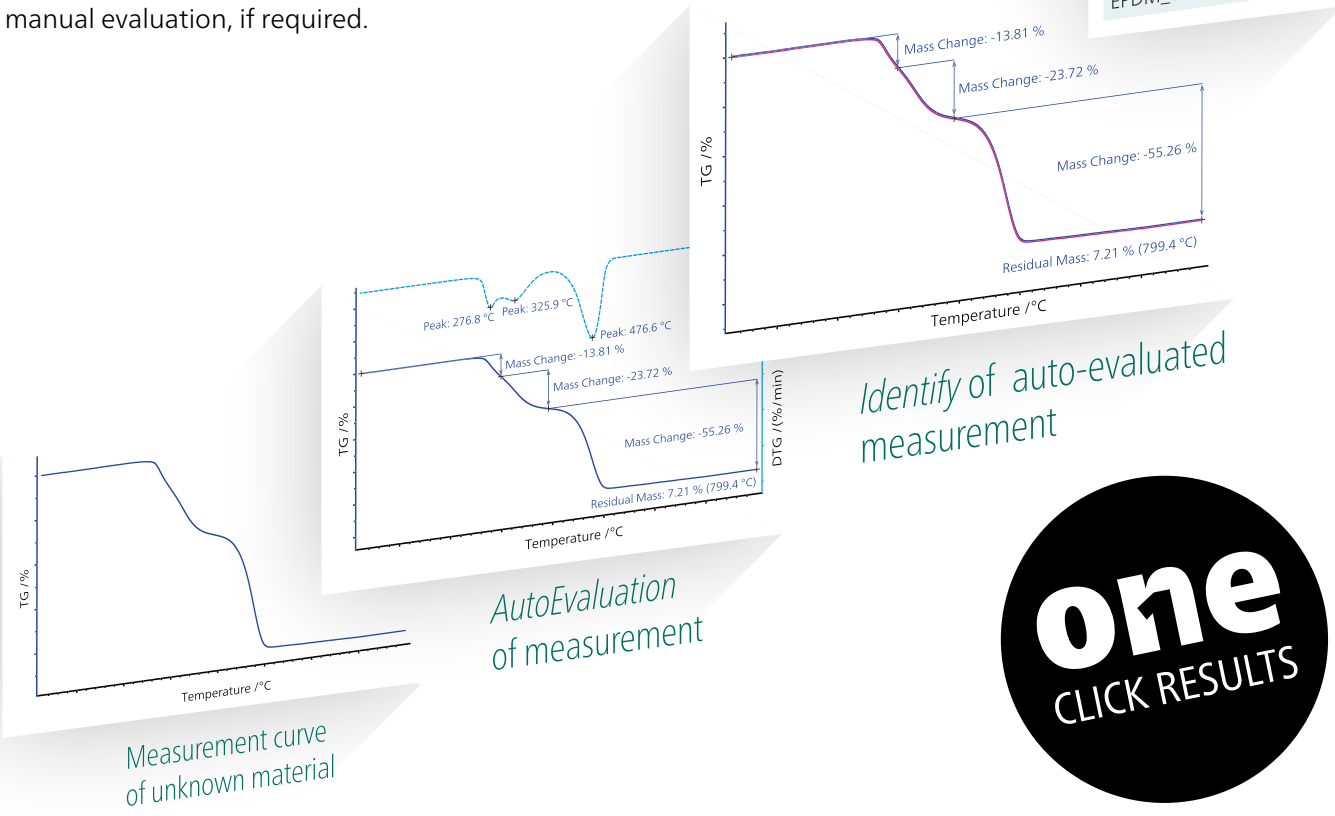 manual evaluation, if required.
EPDM_
TG /%
Mass Change: -13.81 %
Mass Change: -23.72 %
Mass Change: -55.26 %
Residual Mass: 7.21 % (799.4 °C)
Temperature /°C
Identify of auto-evaluated
measurement
Peak: 276.8 °C
Peak: 325.9 °C
Peak: 476.6 °C
TG /%
Mass Change: -13.81 %
Mass Change: -23.72 %
Mass Change: -55.26 %
Residual Mass: 7.21 % (799.4 °C)
DTG /(%/min)
Temperature /°C
AutoEvaluation
of measurement
TG /%
Temperature /°C
Measurement curve
of unknown material
one
CLICK RESULTS